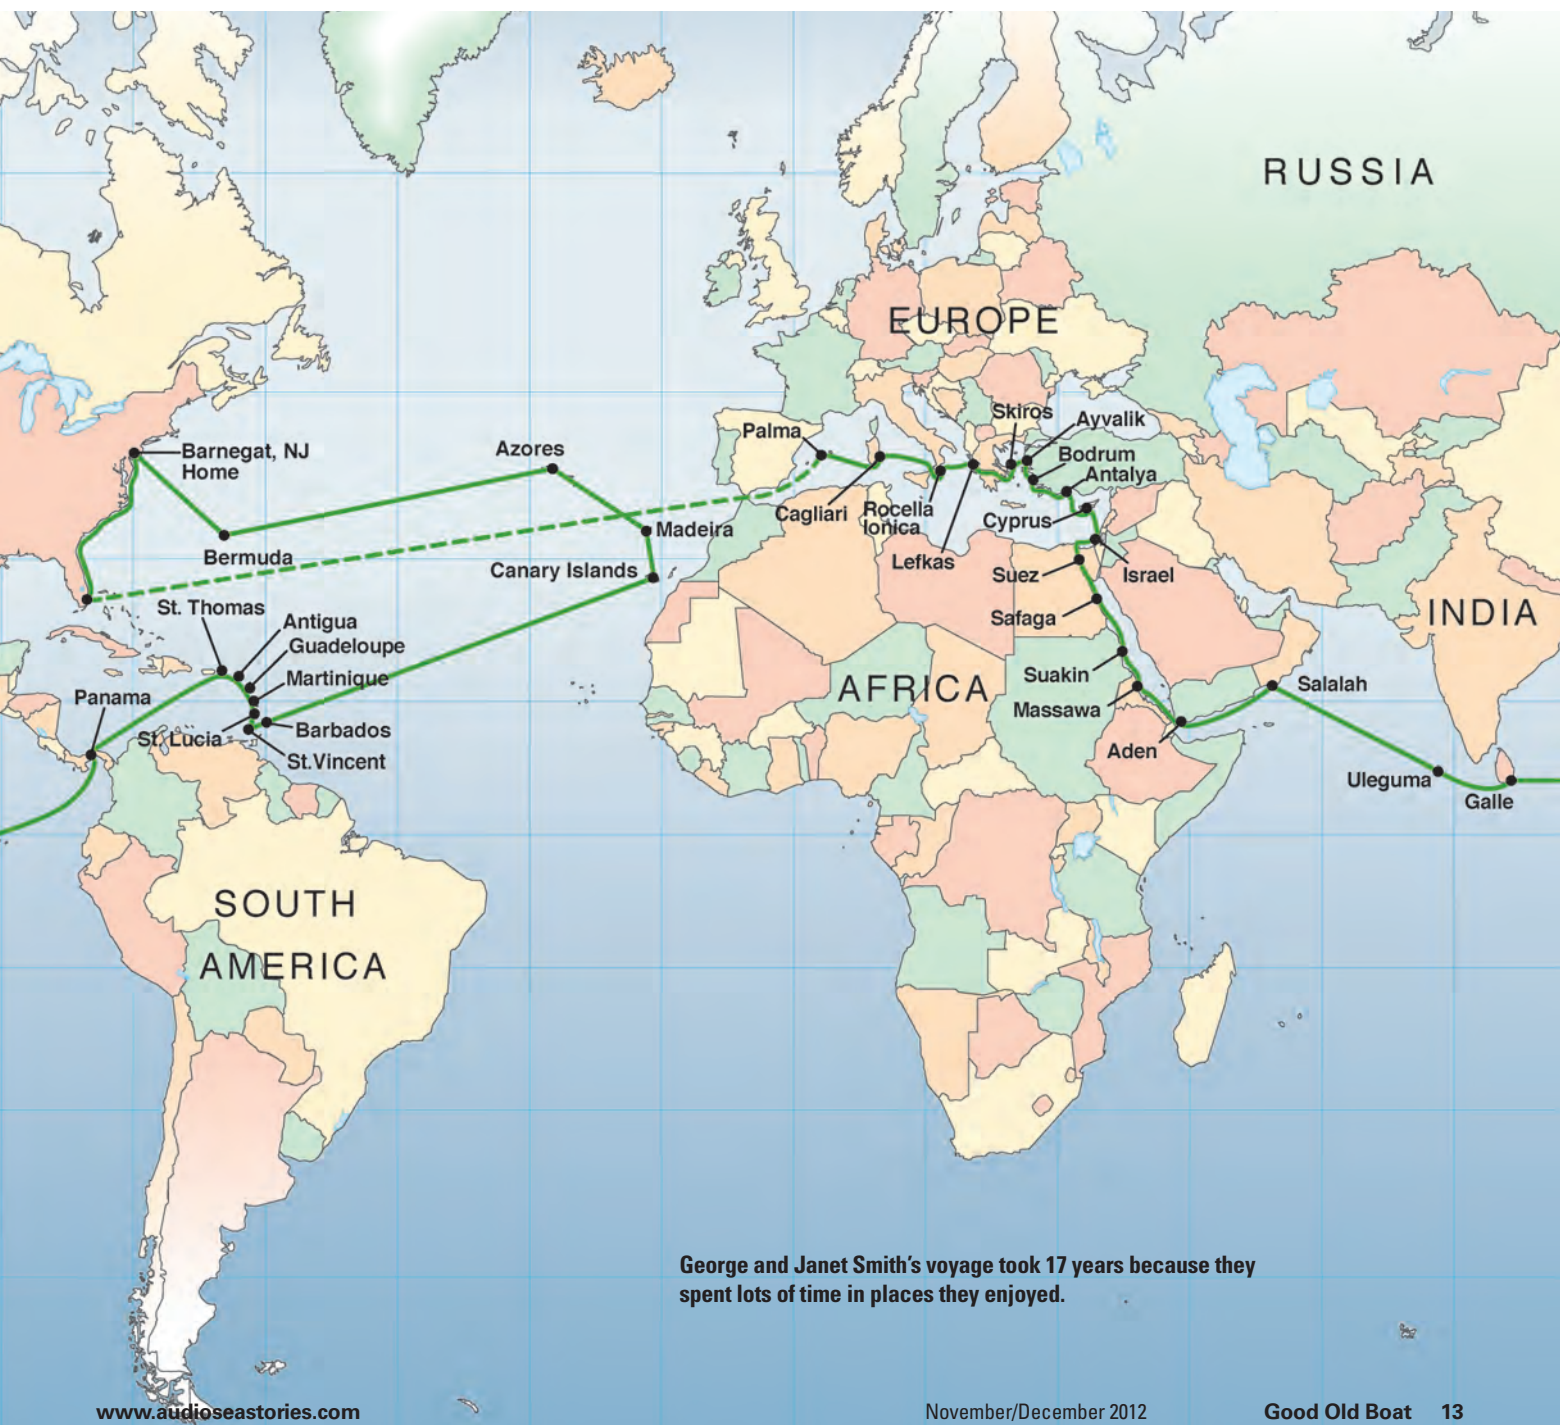 RUSSIA
EUROPE
Skiros
Ayvalik
Palma
Barnegat, NJ
Home
Azores
Bodrum
Antalya
Cagliari
Rocella
Ionica
Cyprus
Madeira
Bermuda
Lefkas
Canary Islands
Suez
Israel
St. Thomas
Safaga
INDIA
Antigua
Guadeloupe
Martinique
Suakin
AFRICA
Salalah
Panama
Massawa
Barbados
St. Lucia
Aden
St.Vincent
Uleguma
Galle
SOUTH
AMERICA
George and Janet Smith’s voyage took 17 years because they
spent lots of time in places they enjoyed.
www.audioseastories.com
November/December 2012
Good Old Boat 13